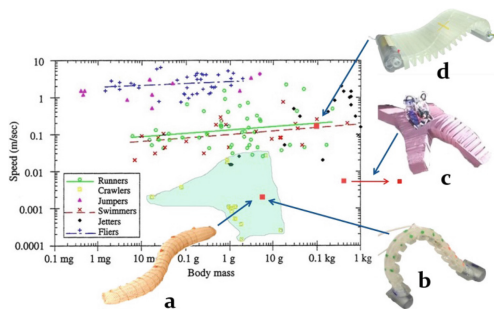 d
10
1
0.1
0.01
0.001
0.0001
Speed (m/sec)
Runners
Crawlers
Jumpers
Swimmers
Jetters
Fliers
c
0.1 mg
1 mg
10 mg
0.1 g
1 g
10 g
0.1 kg
1 kg
Body mass
a
b